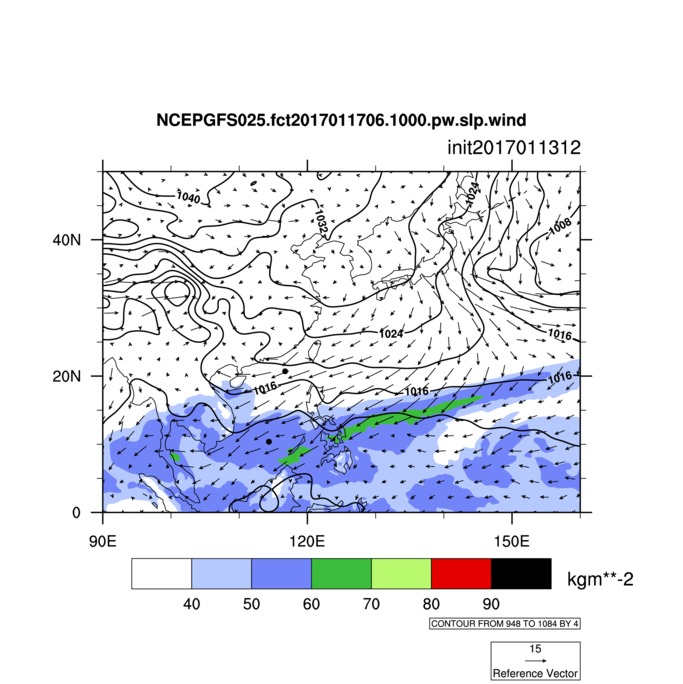 NCEPGFS025.fct2017011706.1000.pw.slp.wind
init2017011312
1040
1032
1024
1008
40N
1024
1016
20N
1016
1016
1016
0
90E 120E 150E
kgm**-2
40 50 60 70 80 90
CONTOUR FROM 948 TO 1084 BY 4
15
Reference Vector